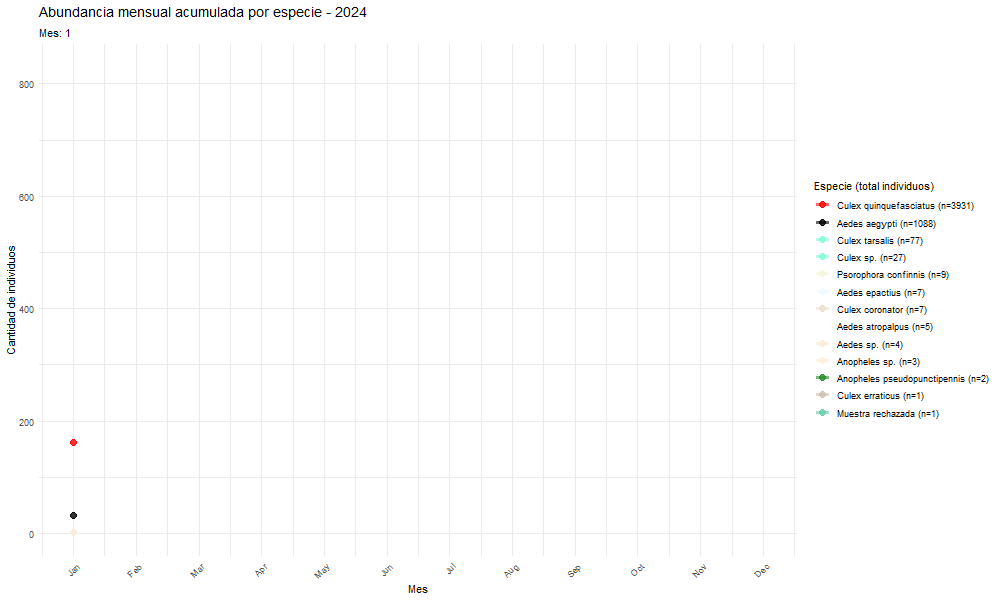 Abundancia mensual acumulada por especie - 2024
Mes: 1
800
600
400
200
0
Cantidad de individuos
Jan
Feb
Mar
Apr
May
Jun
Jul
Aug
Sep
Oct
Nov
Dec
Mes
Especie (total individuos)
Culex quinquefasciatus (n=3931)
Aedes aegypti (n=1088)
Culex tarsalis (n=77)
Culex sp. (n=27)
Psorophora confinnis (n=9)
Aedes epactius (n=7)
Culex coronator (n=7)
Aedes atropalpus (n=5)
Aedes sp. (n=4)
Anopheles sp. (n=3)
Anopheles pseudopunctipennis (n=2)
Culex erraticus (n=1)
Muestra rechazada (n=1)